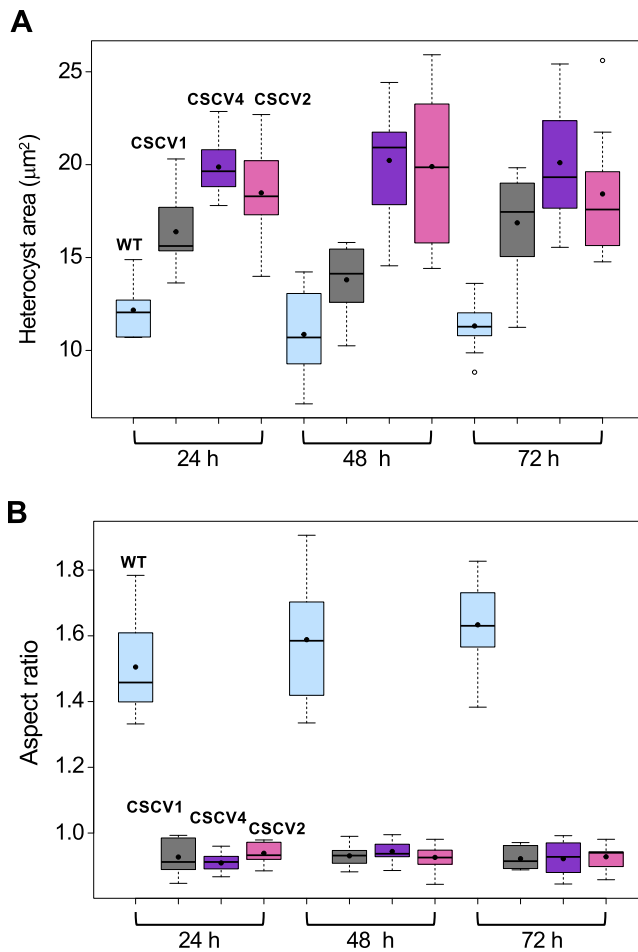 A
Heterocyst area (μm²)
25
20
15
10
WT
CSCV1
CSCV4
CSCV2
24 h
48 h
72 h
B
Aspect ratio
1.8
1.6
1.4
1.2
1.0
WT
CSCV1
CSCV4
CSCV2
24 h
48 h
72 h